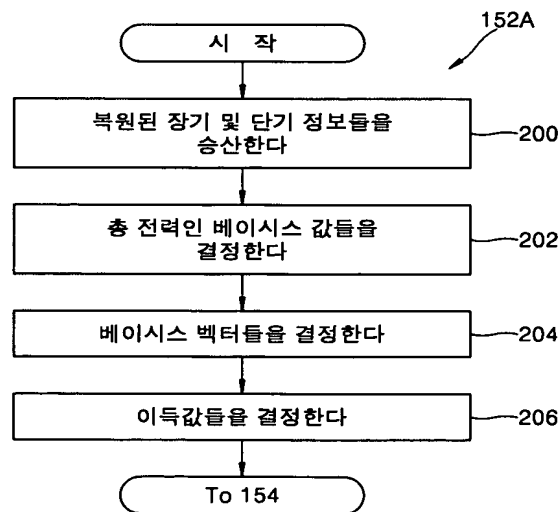 152A
시 작
복원된 장기 및 단기 정보들을
승산한다
200
총 전력인 베이시스 값들을
결정한다
202
베이시스 벡터들을 결정한다
204
이득값들을 결정한다
206
To 154